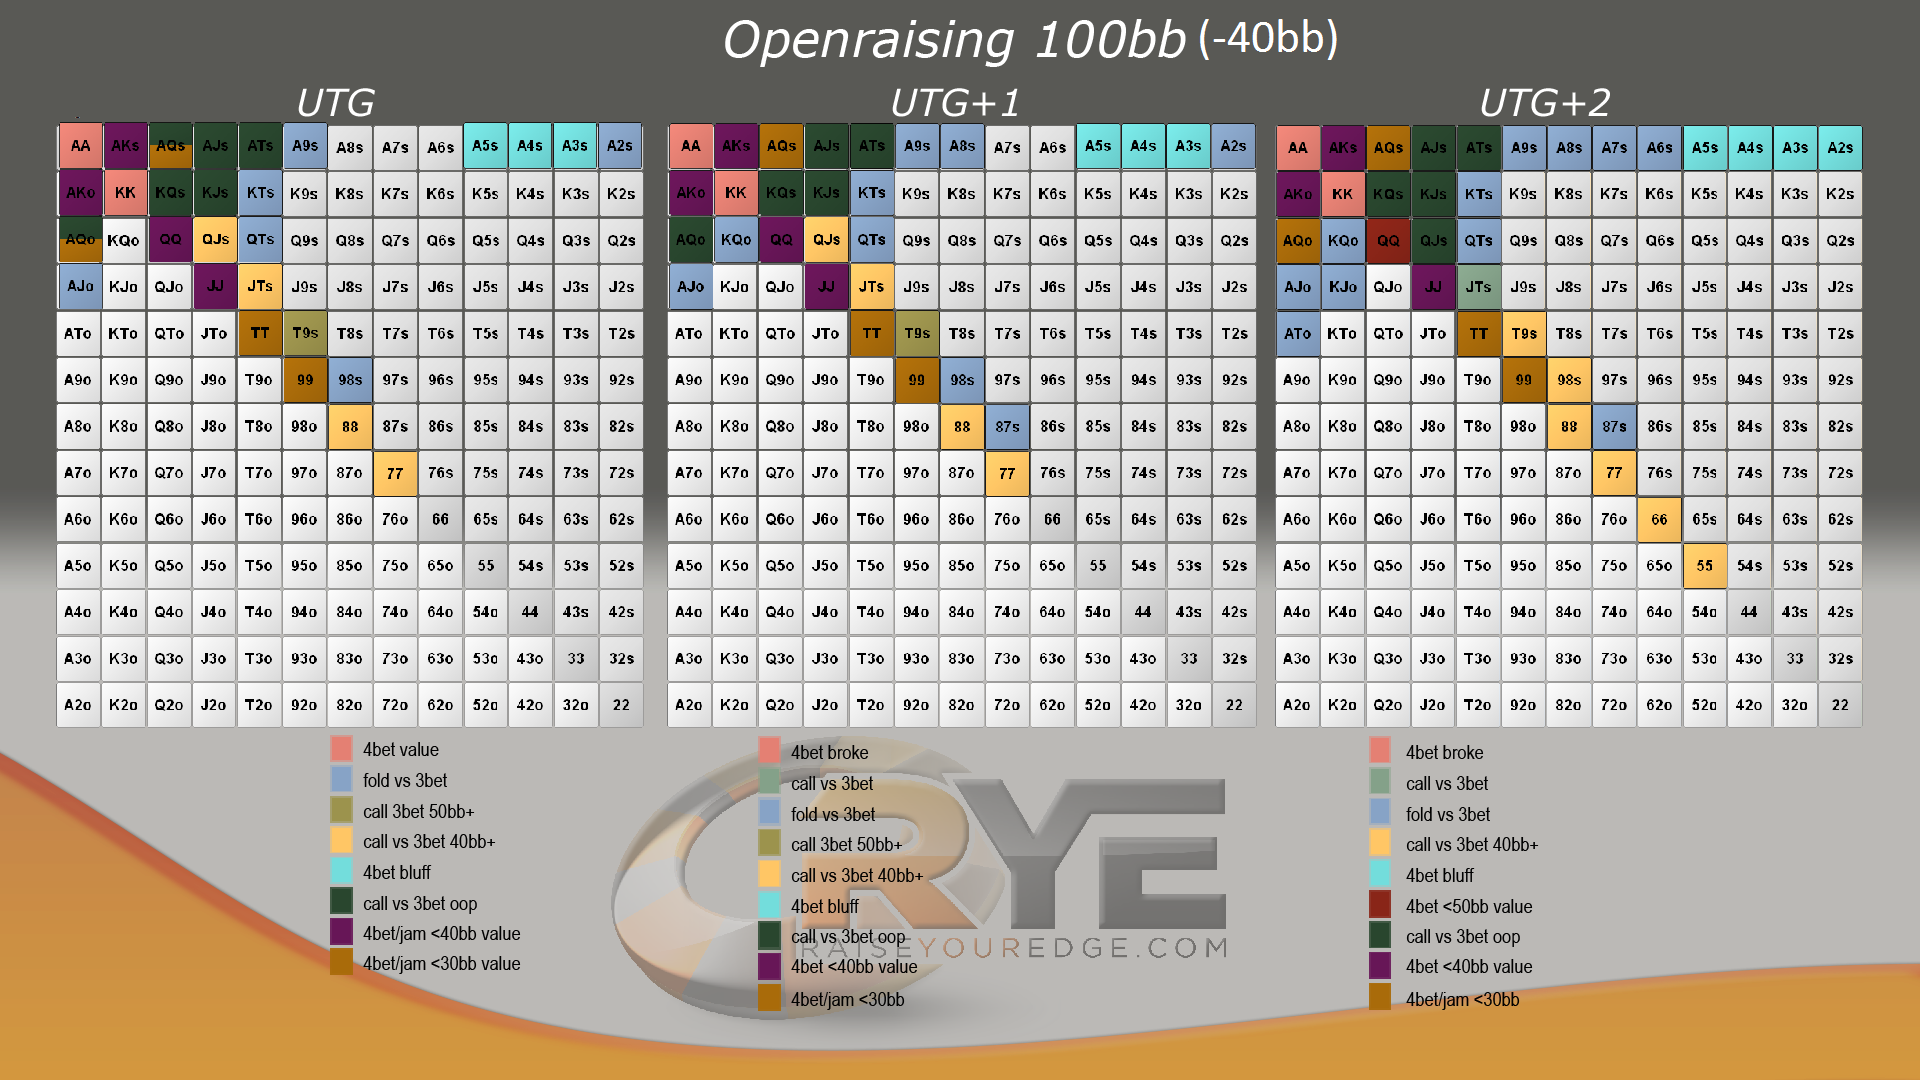 Openraising 100bb (-40bb)
UTG
AA AKs AQs AJs ATs A9s A8s A7s A6s A5s A4s A3s A2s
AKo KK KQs KJs KTs K9s K8s K7s K6s K5s K4s K3s K2s
AQo KQo QQ QJs QTs Q9s Q8s Q7s Q6s Q5s Q4s Q3s Q2s
AJo KJo QJo JJ JTs J9s J8s J7s J6s J5s J4s J3s J2s
ATo KTo QTo JTo TT T9s T8s T7s T6s T5s T4s T3s T2s
A9o K9o Q9o J9o T9o 99 98s 97s 96s 95s 94s 93s 92s
A8o K8o Q8o J8o T8o 98o 88 87s 86s 85s 84s 83s 82s
A7o K7o Q7o J7o T7o 97o 87o 77 76s 75s 74s 73s 72s
A6o K6o Q6o J6o T6o 96o 86o 76o 66 65s 64s 63s 62s
A5o K5o Q5o J5o T5o 95o 85o 75o 65o 55 54s 53s 52s
A4o K4o Q4o J4o T4o 94o 84o 74o 64o 54o 44 43s 42s
A3o K3o Q3o J3o T3o 93o 83o 73o 63o 53o 43o 33 32s
A2o K2o Q2o J2o T2o 92o 82o 72o 62o 52o 42o 32o 22
4bet value
fold vs 3bet
call 3bet 50bb+
call vs 3bet 40bb+
4bet bluff
call vs 3bet oop
4bet/jam <40bb value
4bet/jam <30bb value
UTG+1
AA AKs AQs AJs ATs A9s A8s A7s A6s A5s A4s A3s A2s
AKo KK KQs KJs KTs K9s K8s K7s K6s K5s K4s K3s K2s
AQo KQo QQ QJs QTs Q9s Q8s Q7s Q6s Q5s Q4s Q3s Q2s
AJo KJo QJo JJ JTs J9s J8s J7s J6s J5s J4s J3s J2s
ATo KTo QTo JTo TT T9s T8s T7s T6s T5s T4s T3s T2s
A9o K9o Q9o J9o T9o 99 98s 97s 96s 95s 94s 93s 92s
A8o K8o Q8o J8o T8o 98o 88 87s 86s 85s 84s 83s 82s
A7o K7o Q7o J7o T7o 97o 87o 77 76s 75s 74s 73s 72s
A6o K6o Q6o J6o T6o 96o 86o 76o 66 65s 64s 63s 62s
A5o K5o Q5o J5o T5o 95o 85o 75o 65o 55 54s 53s 52s
A4o K4o Q4o J4o T4o 94o 84o 74o 64o 54o 44 43s 42s
A3o K3o Q3o J3o T3o 93o 83o 73o 63o 53o 43o 33 32s
A2o K2o Q2o J2o T2o 92o 82o 72o 62o 52o 42o 32o 22
4bet broke
call vs 3bet
fold vs 3bet
call 3bet 50bb+
call vs 3bet 40bb+
4bet bluff
call vs 3bet oop
4bet <40bb value
4bet/jam <30bb
RYE
RAISEYOUREDGE.COM
UTG+2
AA AKs AQs AJs ATs A9s A8s A7s A6s A5s A4s A3s A2s
AKo KK KQs KJs KTs K9s K8s K7s K6s K5s K4s K3s K2s
AQo KQo QQ QJs QTs Q9s Q8s Q7s Q6s Q5s Q4s Q3s Q2s
AJo KJo QJo JJ JTs J9s J8s J7s J6s J5s J4s J3s J2s
ATo KTo QTo JTo TT T9s T8s T7s T6s T5s T4s T3s T2s
A9o K9o Q9o J9o T9o 99 98s 97s 96s 95s 94s 93s 92s
A8o K8o Q8o J8o T8o 98o 88 87s 86s 85s 84s 83s 82s
A7o K7o Q7o J7o T7o 97o 87o 77 76s 75s 74s 73s 72s
A6o K6o Q6o J6o T6o 96o 86o 76o 66 65s 64s 63s 62s
A5o K5o Q5o J5o T5o 95o 85o 75o 65o 55 54s 53s 52s
A4o K4o Q4o J4o T4o 94o 84o 74o 64o 54o 44 43s 42s
A3o K3o Q3o J3o T3o 93o 83o 73o 63o 53o 43o 33 32s
A2o K2o Q2o J2o T2o 92o 82o 72o 62o 52o 42o 32o 22
4bet broke
call vs 3bet
fold vs 3bet
call vs 3bet 40bb+
4bet bluff
4bet <50bb value
call vs 3bet oop
4bet <40bb value
4bet/jam <30bb